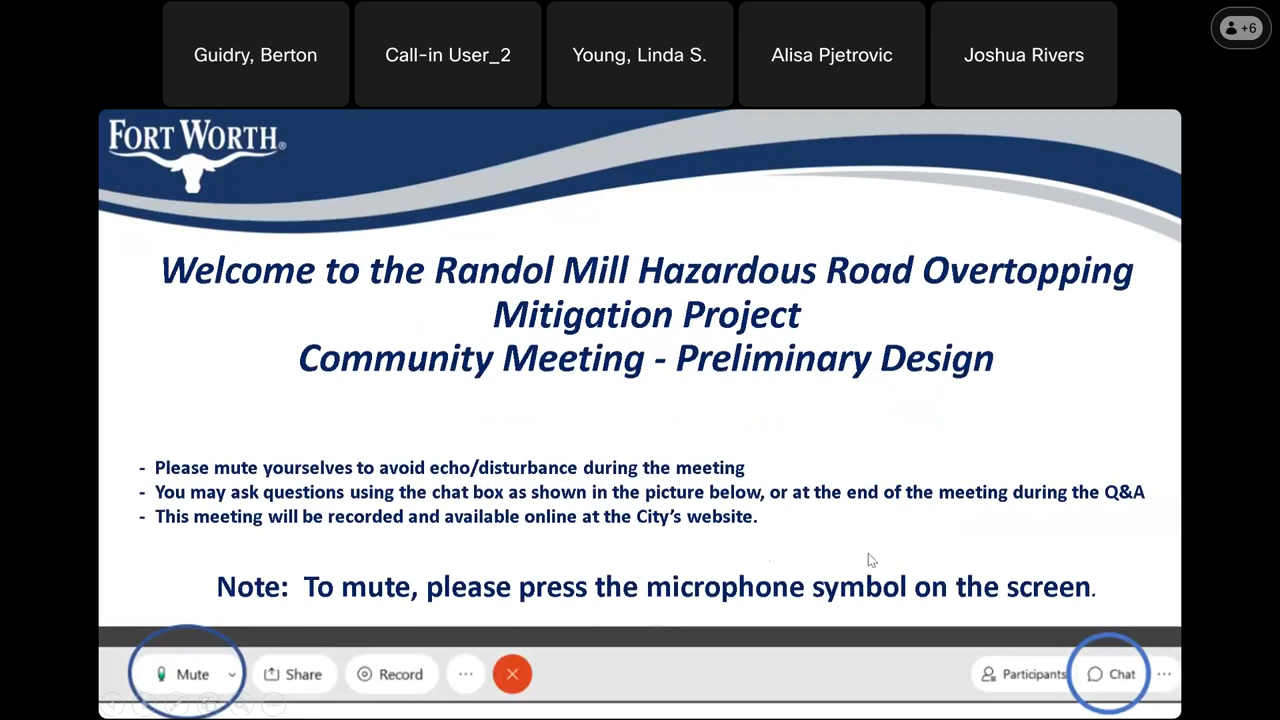 Guidry, Berton
Call-in User_2
Young, Linda S.
Alisa Pjetrovic
Joshua Rivers
+6
FORT WORTH®
Welcome to the Randol Mill Hazardous Road Overtopping
Mitigation Project
Community Meeting - Preliminary Design
- Please mute yourselves to avoid echo/disturbance during the meeting
- You may ask questions using the chat box as shown in the picture below, or at the end of the meeting during the Q&A
- This meeting will be recorded and available online at the City's website.
Note: To mute, please press the microphone symbol on the screen.
Mute
Share
Record
Participants
Chat